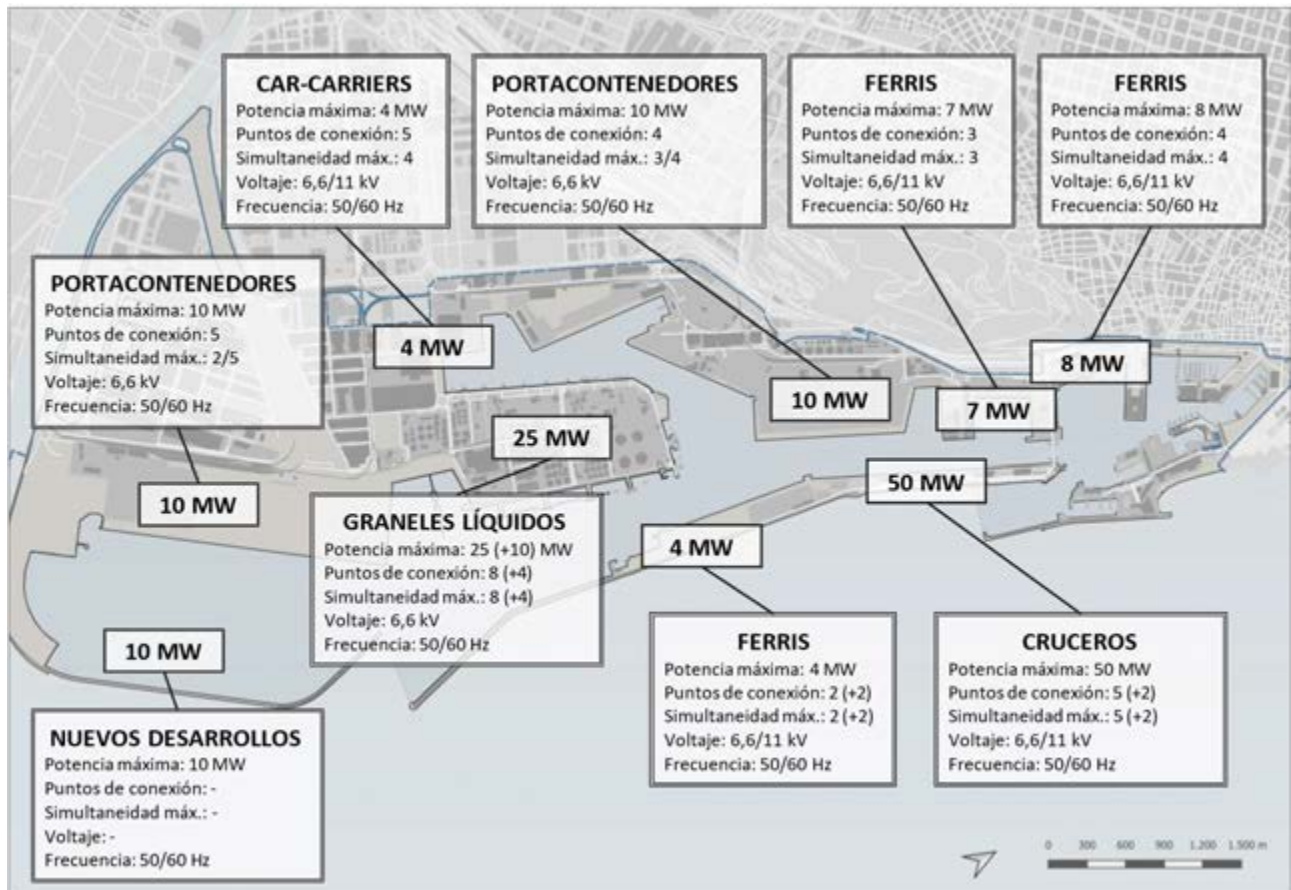 CAR-CARRIERS
Potencia máxima: 4 MW
Puntos de conexión: 5
Simultaneidad máx.: 4
Voltaje: 6,6/11 kV
Frecuencia: 50/60 Hz
PORTACONTENEDORES
Potencia máxima: 10 MW
Puntos de conexión: 4
Simultaneidad máx.: 3/4
Voltaje: 6,6 kV
Frecuencia: 50/60 Hz
FERRIS
Potencia máxima: 7 MW
Puntos de conexión: 3
Simultaneidad máx.: 3
Voltaje: 6,6/11 kV
Frecuencia: 50/60 Hz
FERRIS
Potencia máxima: 8 MW
Puntos de conexión: 4
Simultaneidad máx.: 4
Voltaje: 6,6/11 kV
Frecuencia: 50/60 Hz
PORTACONTENEDORES
Potencia máxima: 10 MW
Puntos de conexión: 5
Simultaneidad máx.: 2/5
Voltaje: 6,6 kV
Frecuencia: 50/60 Hz
4 MW
10 MW
7 MW
8 MW
25 MW
10 MW
50 MW
4 MW
GRANELES LÍQUIDOS
Potencia máxima: 25 (+10) MW
Puntos de conexión: 8 (+4)
Simultaneidad máx.: 8 (+4)
Voltaje: 6,6 kV
Frecuencia: 50/60 Hz
10 MW
NUEVOS DESARROLLOS
Potencia máxima: 10 MW
Puntos de conexión: -
Simultaneidad máx.: -
Voltaje: -
Frecuencia: 50/60 Hz
FERRIS
Potencia máxima: 4 MW
Puntos de conexión: 2 (+2)
Simultaneidad máx.: 2 (+2)
Voltaje: 6,6/11 kV
Frecuencia: 50/60 Hz
CRUCEROS
Potencia máxima: 50 MW
Puntos de conexión: 5 (+2)
Simultaneidad máx.: 5 (+2)
Voltaje: 6,6/11 kV
Frecuencia: 50/60 Hz
0 300 600 900 1.200 1.500 m